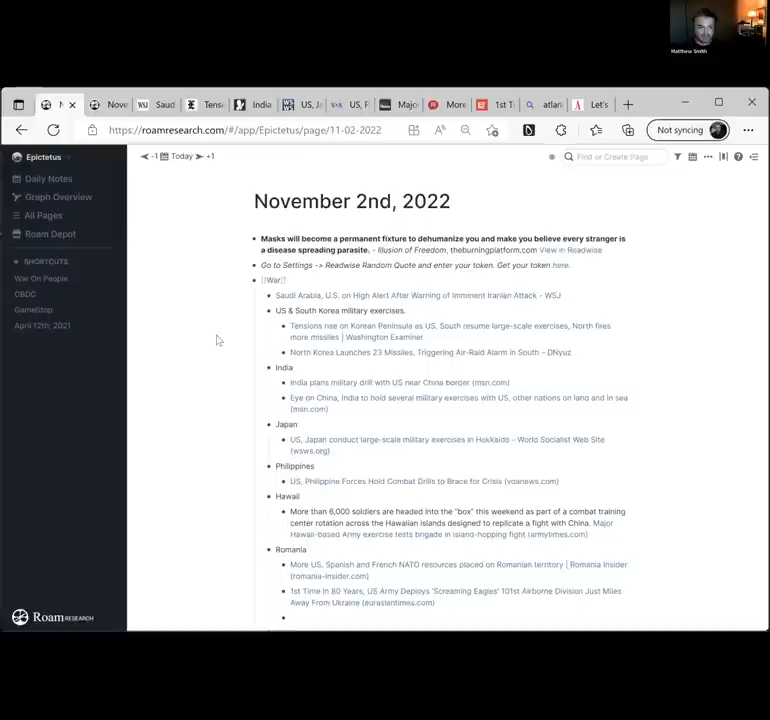 Matthew Smith
N
Nove
WSJ
Saud
Tens
India
US, J
VOA
US, P
Majo
More
ET
1st Ti
atlan
Let's
https://roamresearch.com/#/app/Epictetus/page/11-02-2022
Not syncing
Epictetus
-1
Today
+1
Find or Create Page
Daily Notes
Graph Overview
All Pages
Roam Depot
SHORTCUTS
War On People
CBDC
GameStop
April 12th, 2021
RoamRESEARCH
November 2nd, 2022
Masks will become a permanent fixture to dehumanize you and make you believe every stranger is
a disease spreading parasite. - Illusion of Freedom, theburningplatform.com View in Readwise
Go to Settings -> Readwise Random Quote and enter your token. Get your token here.
[[War]]
Saudi Arabia, U.S. on High Alert After Warning of Imminent Iranian Attack - WSJ
US & South Korea military exercises.
Tensions rise on Korean Peninsula as US, South resume large-scale exercises, North fires
more missiles | Washington Examiner
North Korea Launches 23 Missiles, Triggering Air-Raid Alarm in South – DNyuz
India
India plans military drill with US near China border (msn.com)
Eye on China, India to hold several military exercises with US, other nations on land and in sea
(msn.com)
Japan
US, Japan conduct large-scale military exercises in Hokkaido - World Socialist Web Site
(wsws.org)
Philippines
US, Philippine Forces Hold Combat Drills to Brace for Crisis (voanews.com)
Hawaii
More than 6,000 soldiers are headed into the "box" this weekend as part of a combat training
center rotation across the Hawaiian islands designed to replicate a fight with China. Major
Hawaii-based Army exercise tests brigade in island-hopping fight (armytimes.com)
Romania
More US, Spanish and French NATO resources placed on Romanian territory | Romania Insider
(romania-insider.com)
1st Time In 80 Years, US Army Deploys 'Screaming Eagles' 101st Airborne Division Just Miles
Away From Ukraine (eurasiantimes.com)